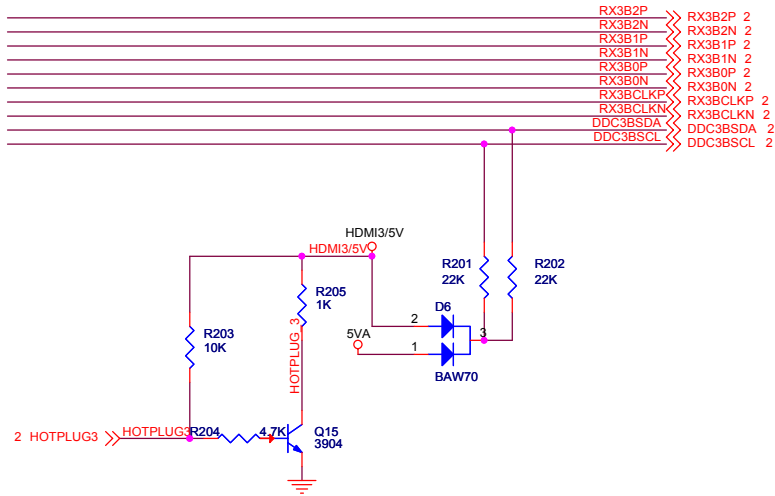 RX3B2P RX3B2P 2
RX3B2N RX3B2N 2
RX3B1P RX3B1P 2
RX3B1N RX3B1N 2
RX3B0P RX3B0P 2
RX3B0N RX3B0N 2
RX3BCLKP RX3BCLKP 2
RX3BCLKN RX3BCLKN 2
DDC3BSDA DDC3BSDA 2
DDC3BSCL DDC3BSCL 2
HDMI3/5V
HDMI3/5V
R201
22K
R202
22K
R205
1K
D6
2
3
5VA
1
BAW70
R203
10K
HOTPLUG_3
2 HOTPLUG3
HOTPLUG3
R204
4.7K
Q15
3904